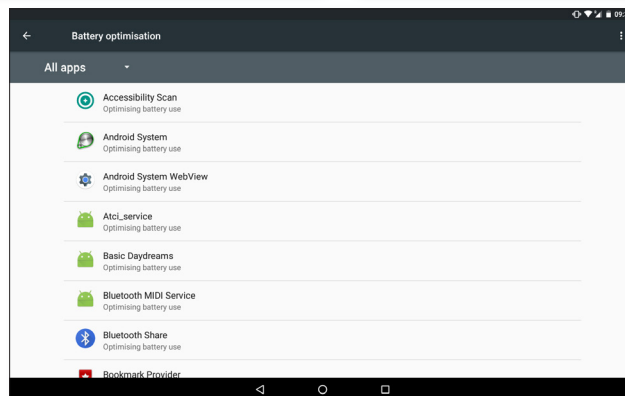 09:
Battery optimisation
All apps
Accessibility Scan
Optimising battery use
Android System
Optimising battery use
Android System WebView
Optimising battery use
Atci_service
Optimising battery use
Basic Daydreams
Optimising battery use
Bluetooth MIDI Service
Optimising battery use
Bluetooth Share
Optimising battery use
Bookmark Provider